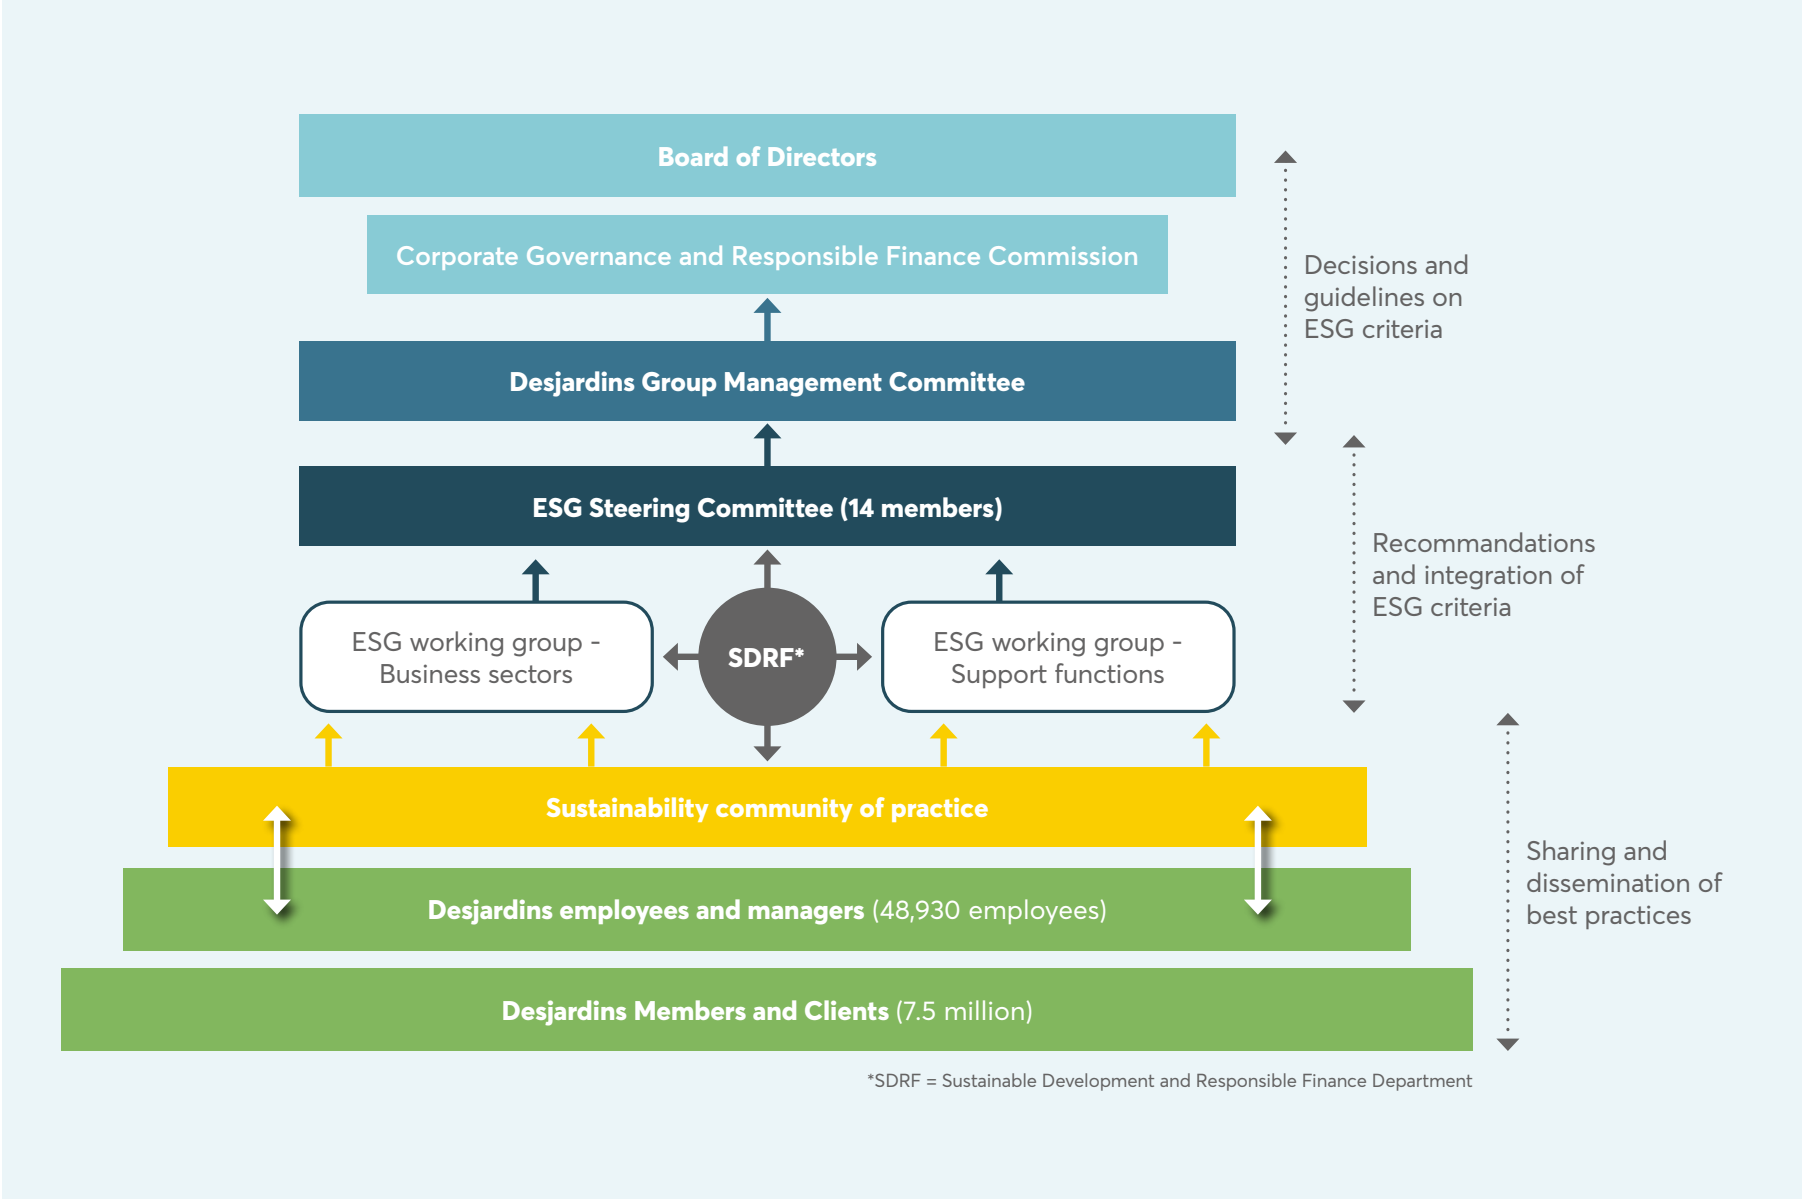 Board of Directors
Corporate Governance and Responsible Finance Commission
Decisions and
guidelines on
ESG criteria
Desjardins Group Management Committee
ESG Steering Committee (14 members)
Recommandations
and integration of
ESG criteria
ESG working group -
Business sectors
SDRF*
ESG working group -
Support functions
Sustainability community of practice
Sharing and
dissemination of
best practices
Desjardins employees and managers (48,930 employees)
Desjardins Members and Clients (7.5 million)
*SDRF = Sustainable Development and Responsible Finance Department